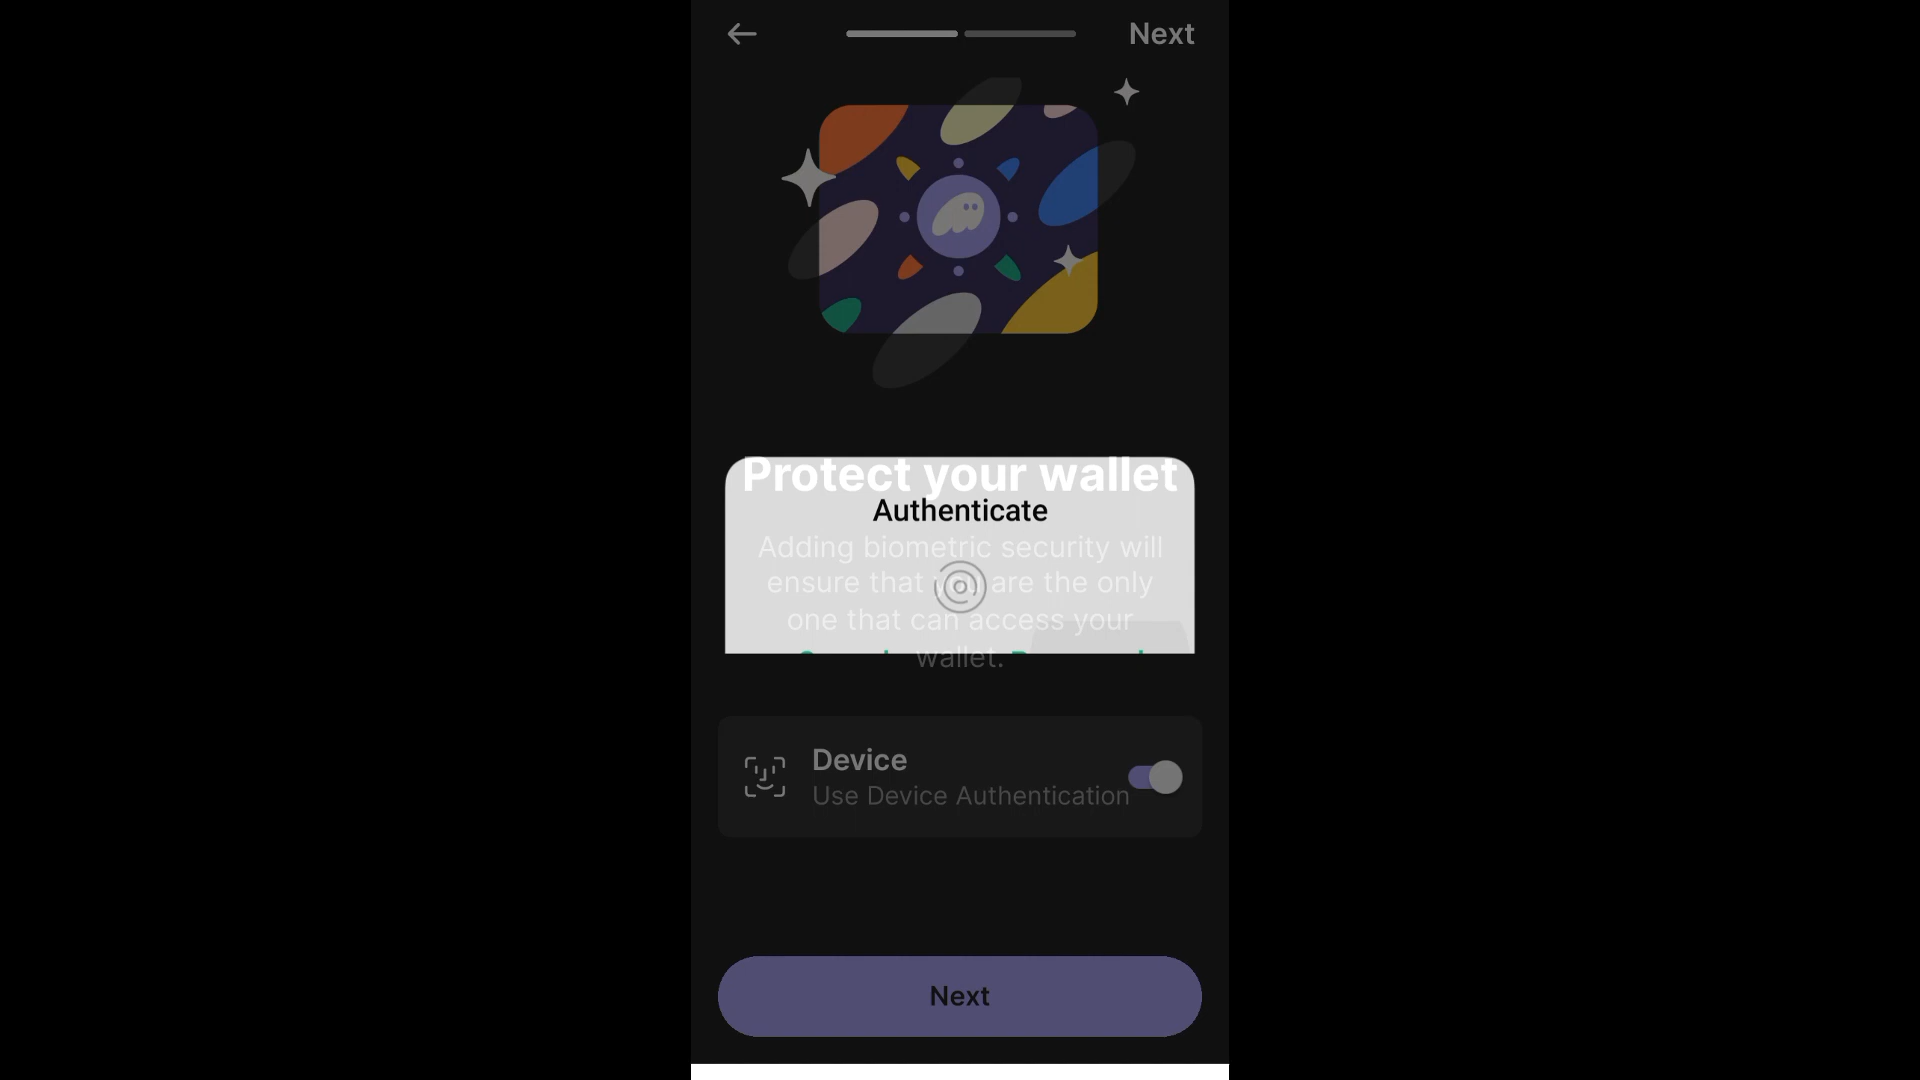 Next
Protect your wallet
Authenticate
Adding biometric security will
ensure that you are the only
one that can access your
wallet.
Device
Use Device Authentication
Next